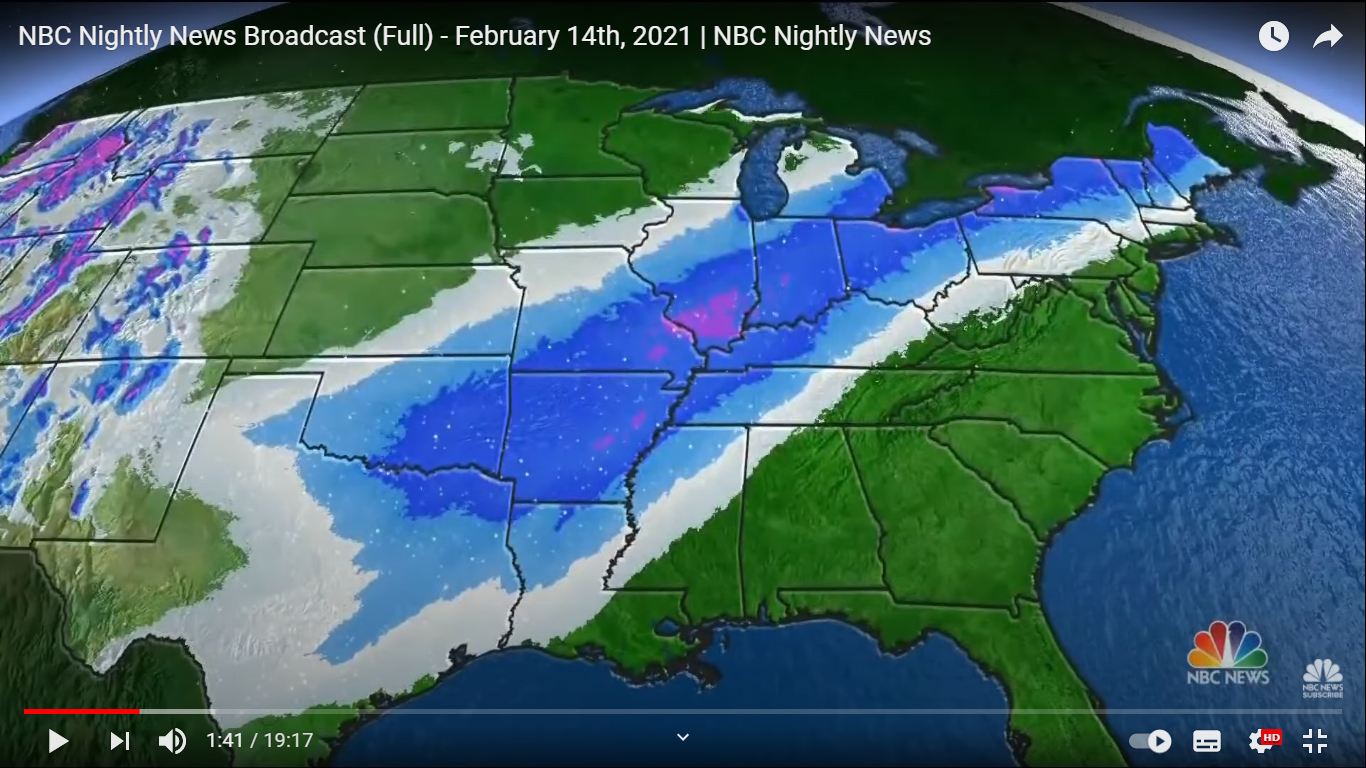 NBC Nightly News Broadcast (Full) - February 14th, 2021 | NBC Nightly News
NBC NEWS
NBC NEWS
SUBSCRIBE
1:41 / 19:17
HD